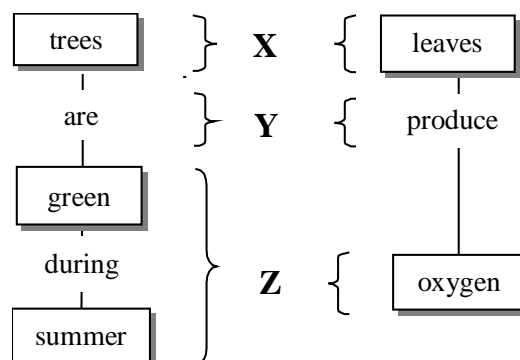 trees X leaves
are Y produce
green
during
Z oxygen
summer